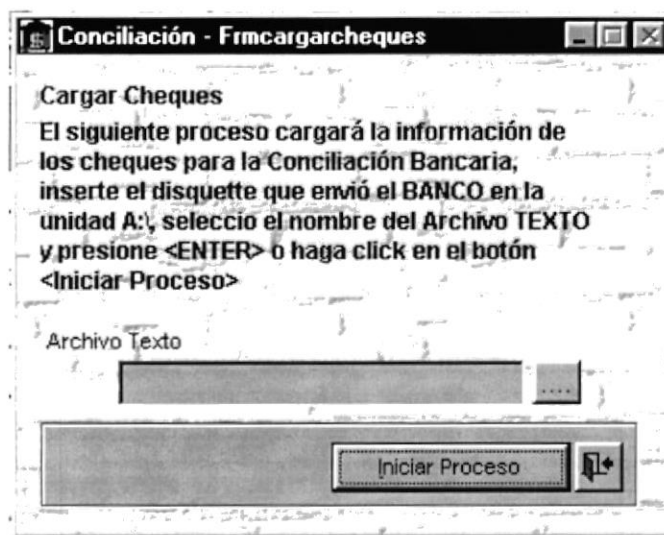 Conciliación - Frmcargarcheques
Cargar Cheques
El siguiente proceso cargará la información de
los cheques para la Conciliación Bancaria,
inserte el disquette que envió el BANCO en la
unidad A:\, seleccio el nombre del Archivo TEXTO
y presione <ENTER> o haga click en el botón
<Iniciar Proceso>
Archivo Texto
....
Iniciar Proceso